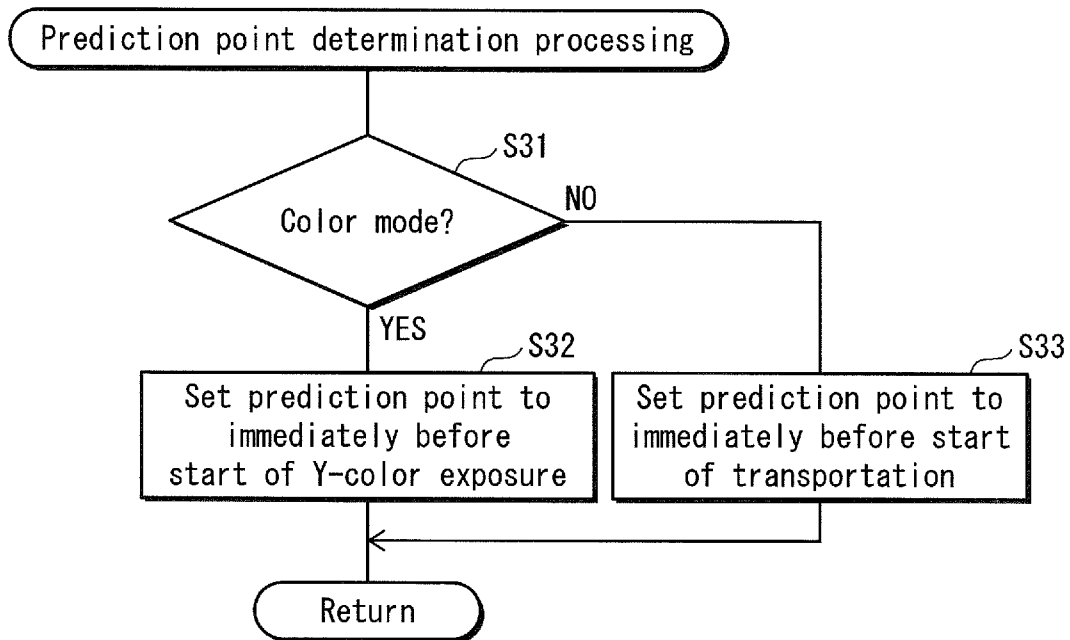 Prediction point determination processing
S31
Color mode?
NO
YES
S32
Set prediction point to
immediately before
start of Y-color exposure
S33
Set prediction point to
immediately before start
of transportation
Return